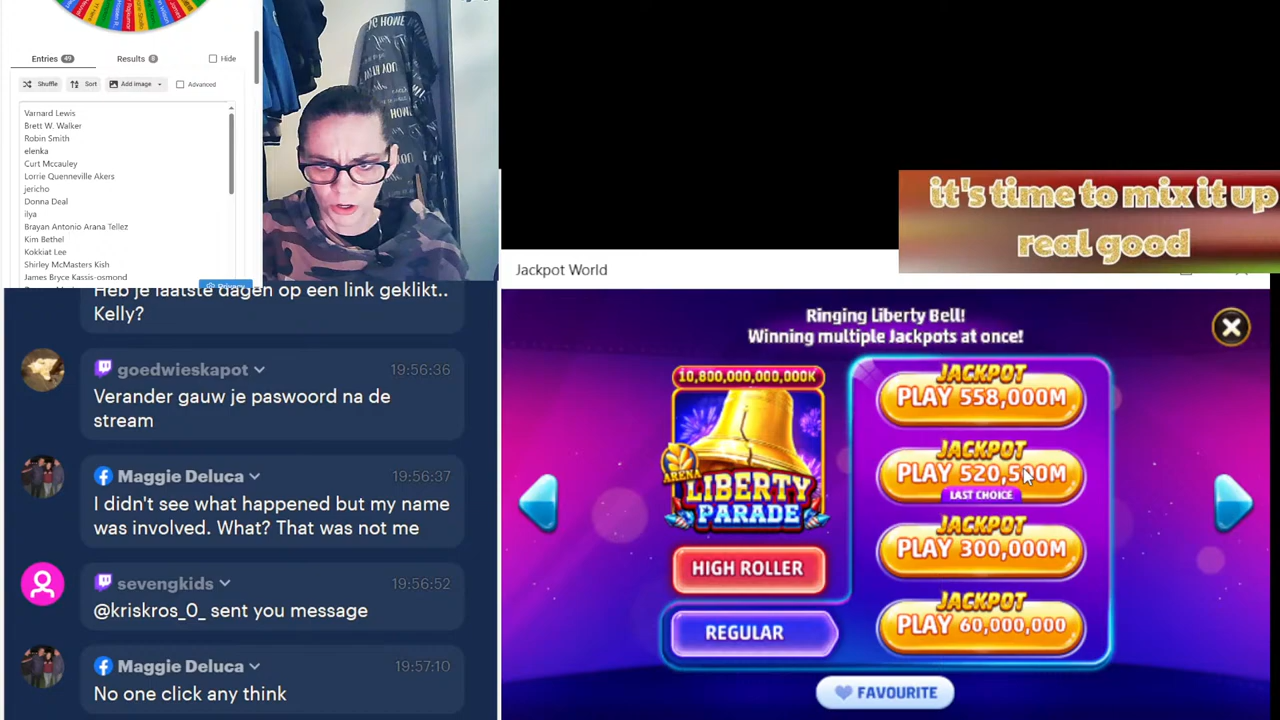 Entries 49
Results 0
Hide
Shuffle
Sort
Add image
Advanced
Varnard Lewis
Brett W. Walker
Robin Smith
elenka
Curt Mccauley
Lorrie Quenneville Akers
jericho
Donna Deal
ilya
Brayan Antonio Arana Tellez
Kim Bethel
Kokkiat Lee
Shirley McMasters Kish
James Bryce Kassis-osmond
Privacy
Heb je laatste dagen op een link geklikt..
Kelly?
goedwieskapot
19:56:36
Verander gauw je paswoord na de
stream
Maggie Deluca
19:56:37
I didn't see what happened but my name
was involved. What? That was not me
sevengkids
19:56:52
@kriskros_0_ sent you message
Maggie Deluca
19:57:10
No one click any think
it's time to mix it up
real good
Jackpot World
Ringing Liberty Bell!
Winning multiple Jackpots at once!
10,800,000,000,000K
ARENA
LIBERTY
PARADE
HIGH ROLLER
REGULAR
JACKPOT
PLAY 558,000M
JACKPOT
PLAY 520,500M
LAST CHOICE
JACKPOT
PLAY 300,000M
JACKPOT
PLAY 60,000,000
FAVOURITE